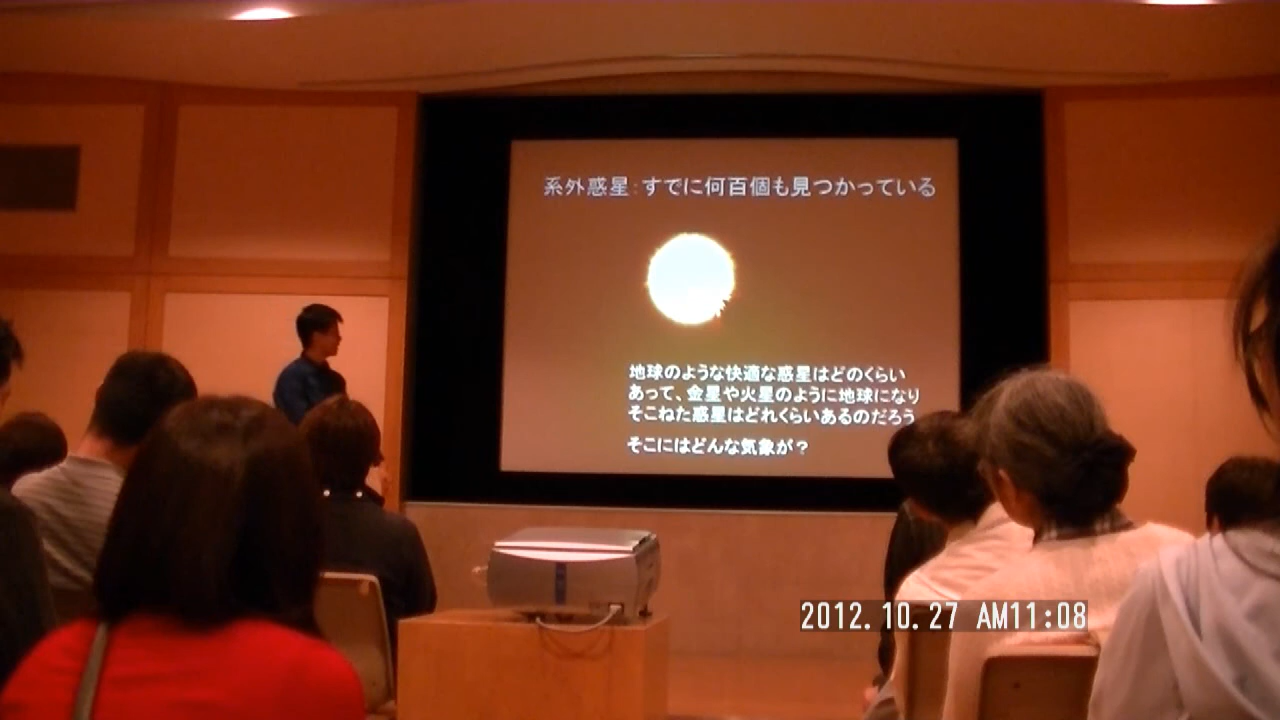 系外惑星:すでに何百個も見つかっている
地球のような快適な惑星はどのくらい
あって、金星や火星のように地球になり
そこねた惑星はどれくらいあるのだろう
そこにはどんな気象が?
2012.10.27 AM11:08